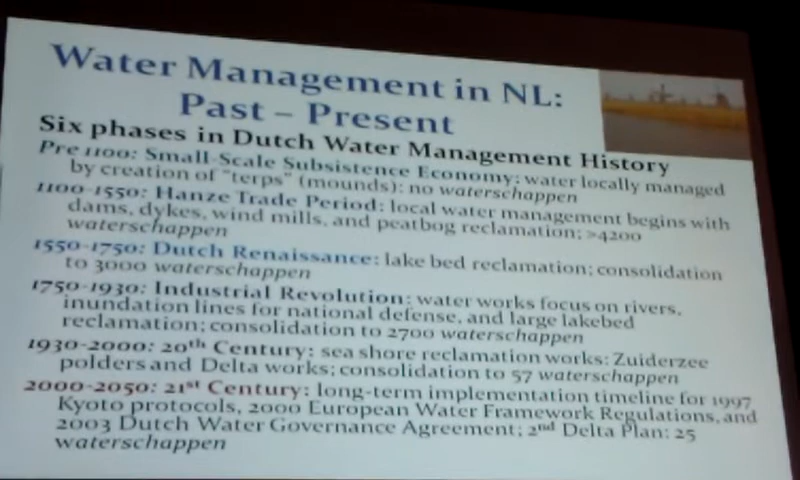 Water Management in NL:
Past – Present
Six phases in Dutch Water Management History
Pre 1100: Small-Scale Subsistence Economy; water locally managed
by creation of "terps" (mounds): no waterschappen
1100-1550: Hanze Trade Period: local water management begins with
dams, dykes, wind mills, and peatbog reclamation; >4200
waterschappen
1550-1750: Dutch Renaissance: lake bed reclamation; consolidation
to 3000 waterschappen
1750-1930: Industrial Revolution: water works focus on rivers,
inundation lines for national defense, and large lakebed
reclamation; consolidation to 2700 waterschappen
1930-2000: 20th Century: sea shore reclamation works: Zuiderzee
polders and Delta works; consolidation to 57 waterschappen
2000-2050: 21st Century: long-term implementation timeline for 1997
Kyoto protocols, 2000 European Water Framework Regulations, and
2003 Dutch Water Governance Agreement; 2nd Delta Plan: 25
waterschappen